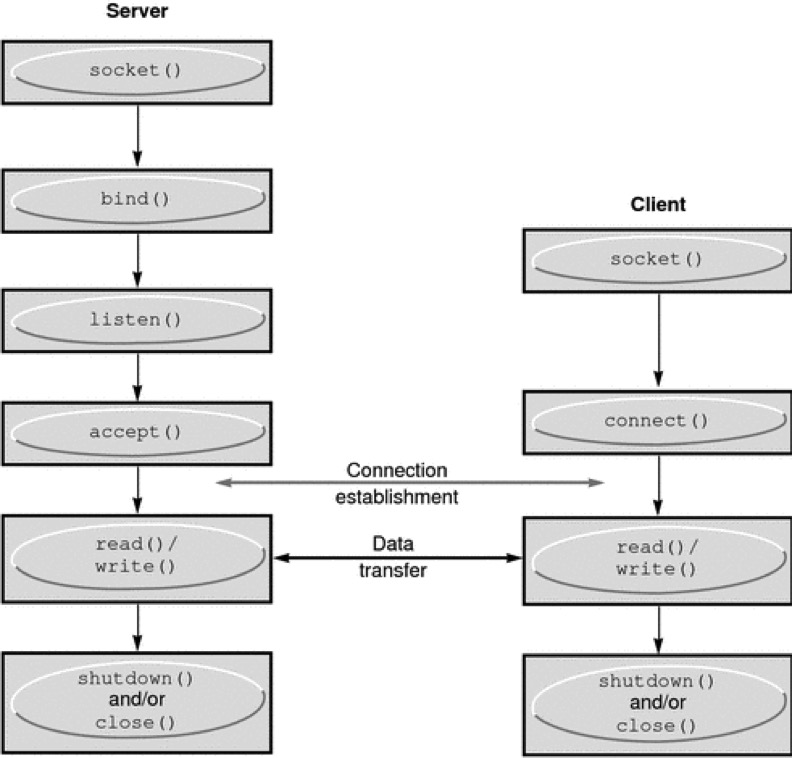 Server
socket()
bind()
listen()
accept()
read()/
write()
shutdown()
and/or
close()
Client
socket()
connect()
read()/
write()
shutdown()
and/or
close()
Connection
establishment
Data
transfer